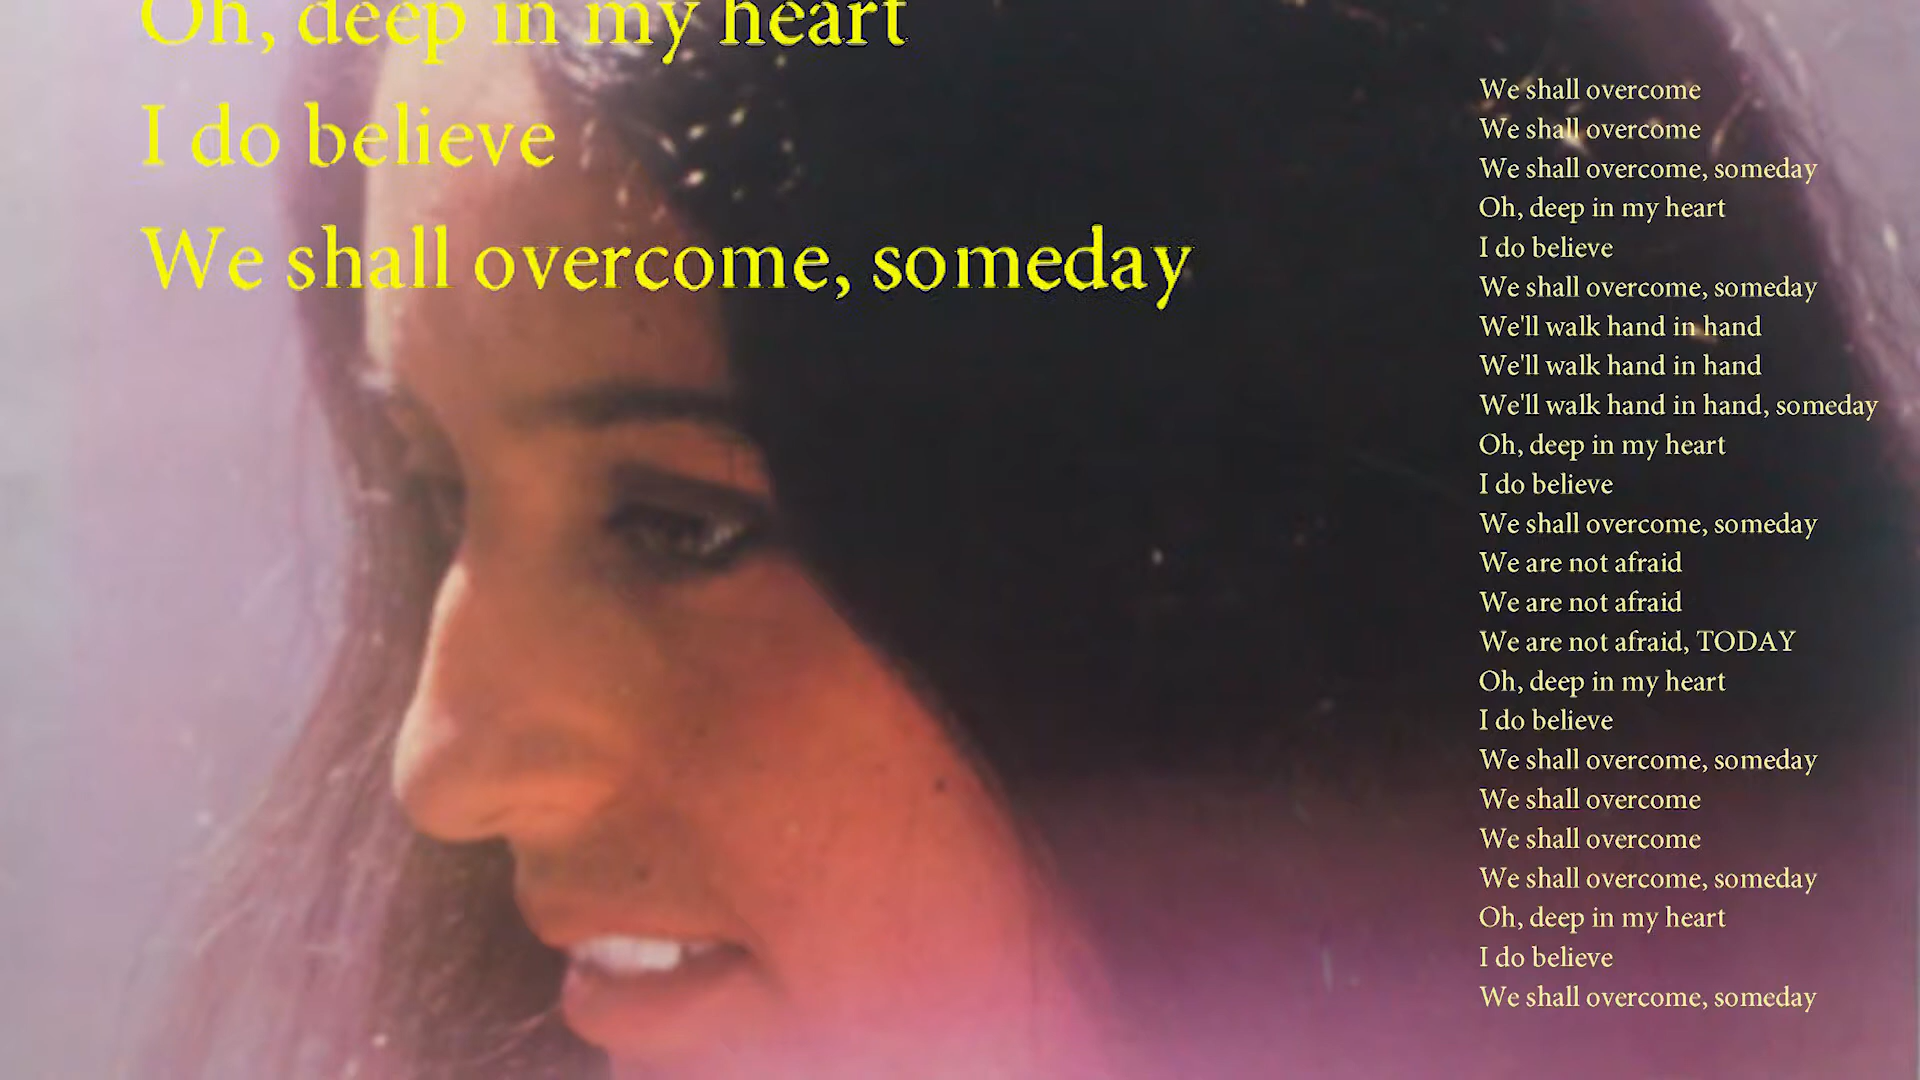 Oh, deep in my heart
I do believe
We shall overcome, someday
We shall overcome
We shall overcome
We shall overcome, someday
Oh, deep in my heart
I do believe
We shall overcome, someday
We'll walk hand in hand
We'll walk hand in hand
We'll walk hand in hand, someday
Oh, deep in my heart
I do believe
We shall overcome, someday
We are not afraid
We are not afraid
We are not afraid, TODAY
Oh, deep in my heart
I do believe
We shall overcome, someday
We shall overcome
We shall overcome
We shall overcome, someday
Oh, deep in my heart
I do believe
We shall overcome, someday